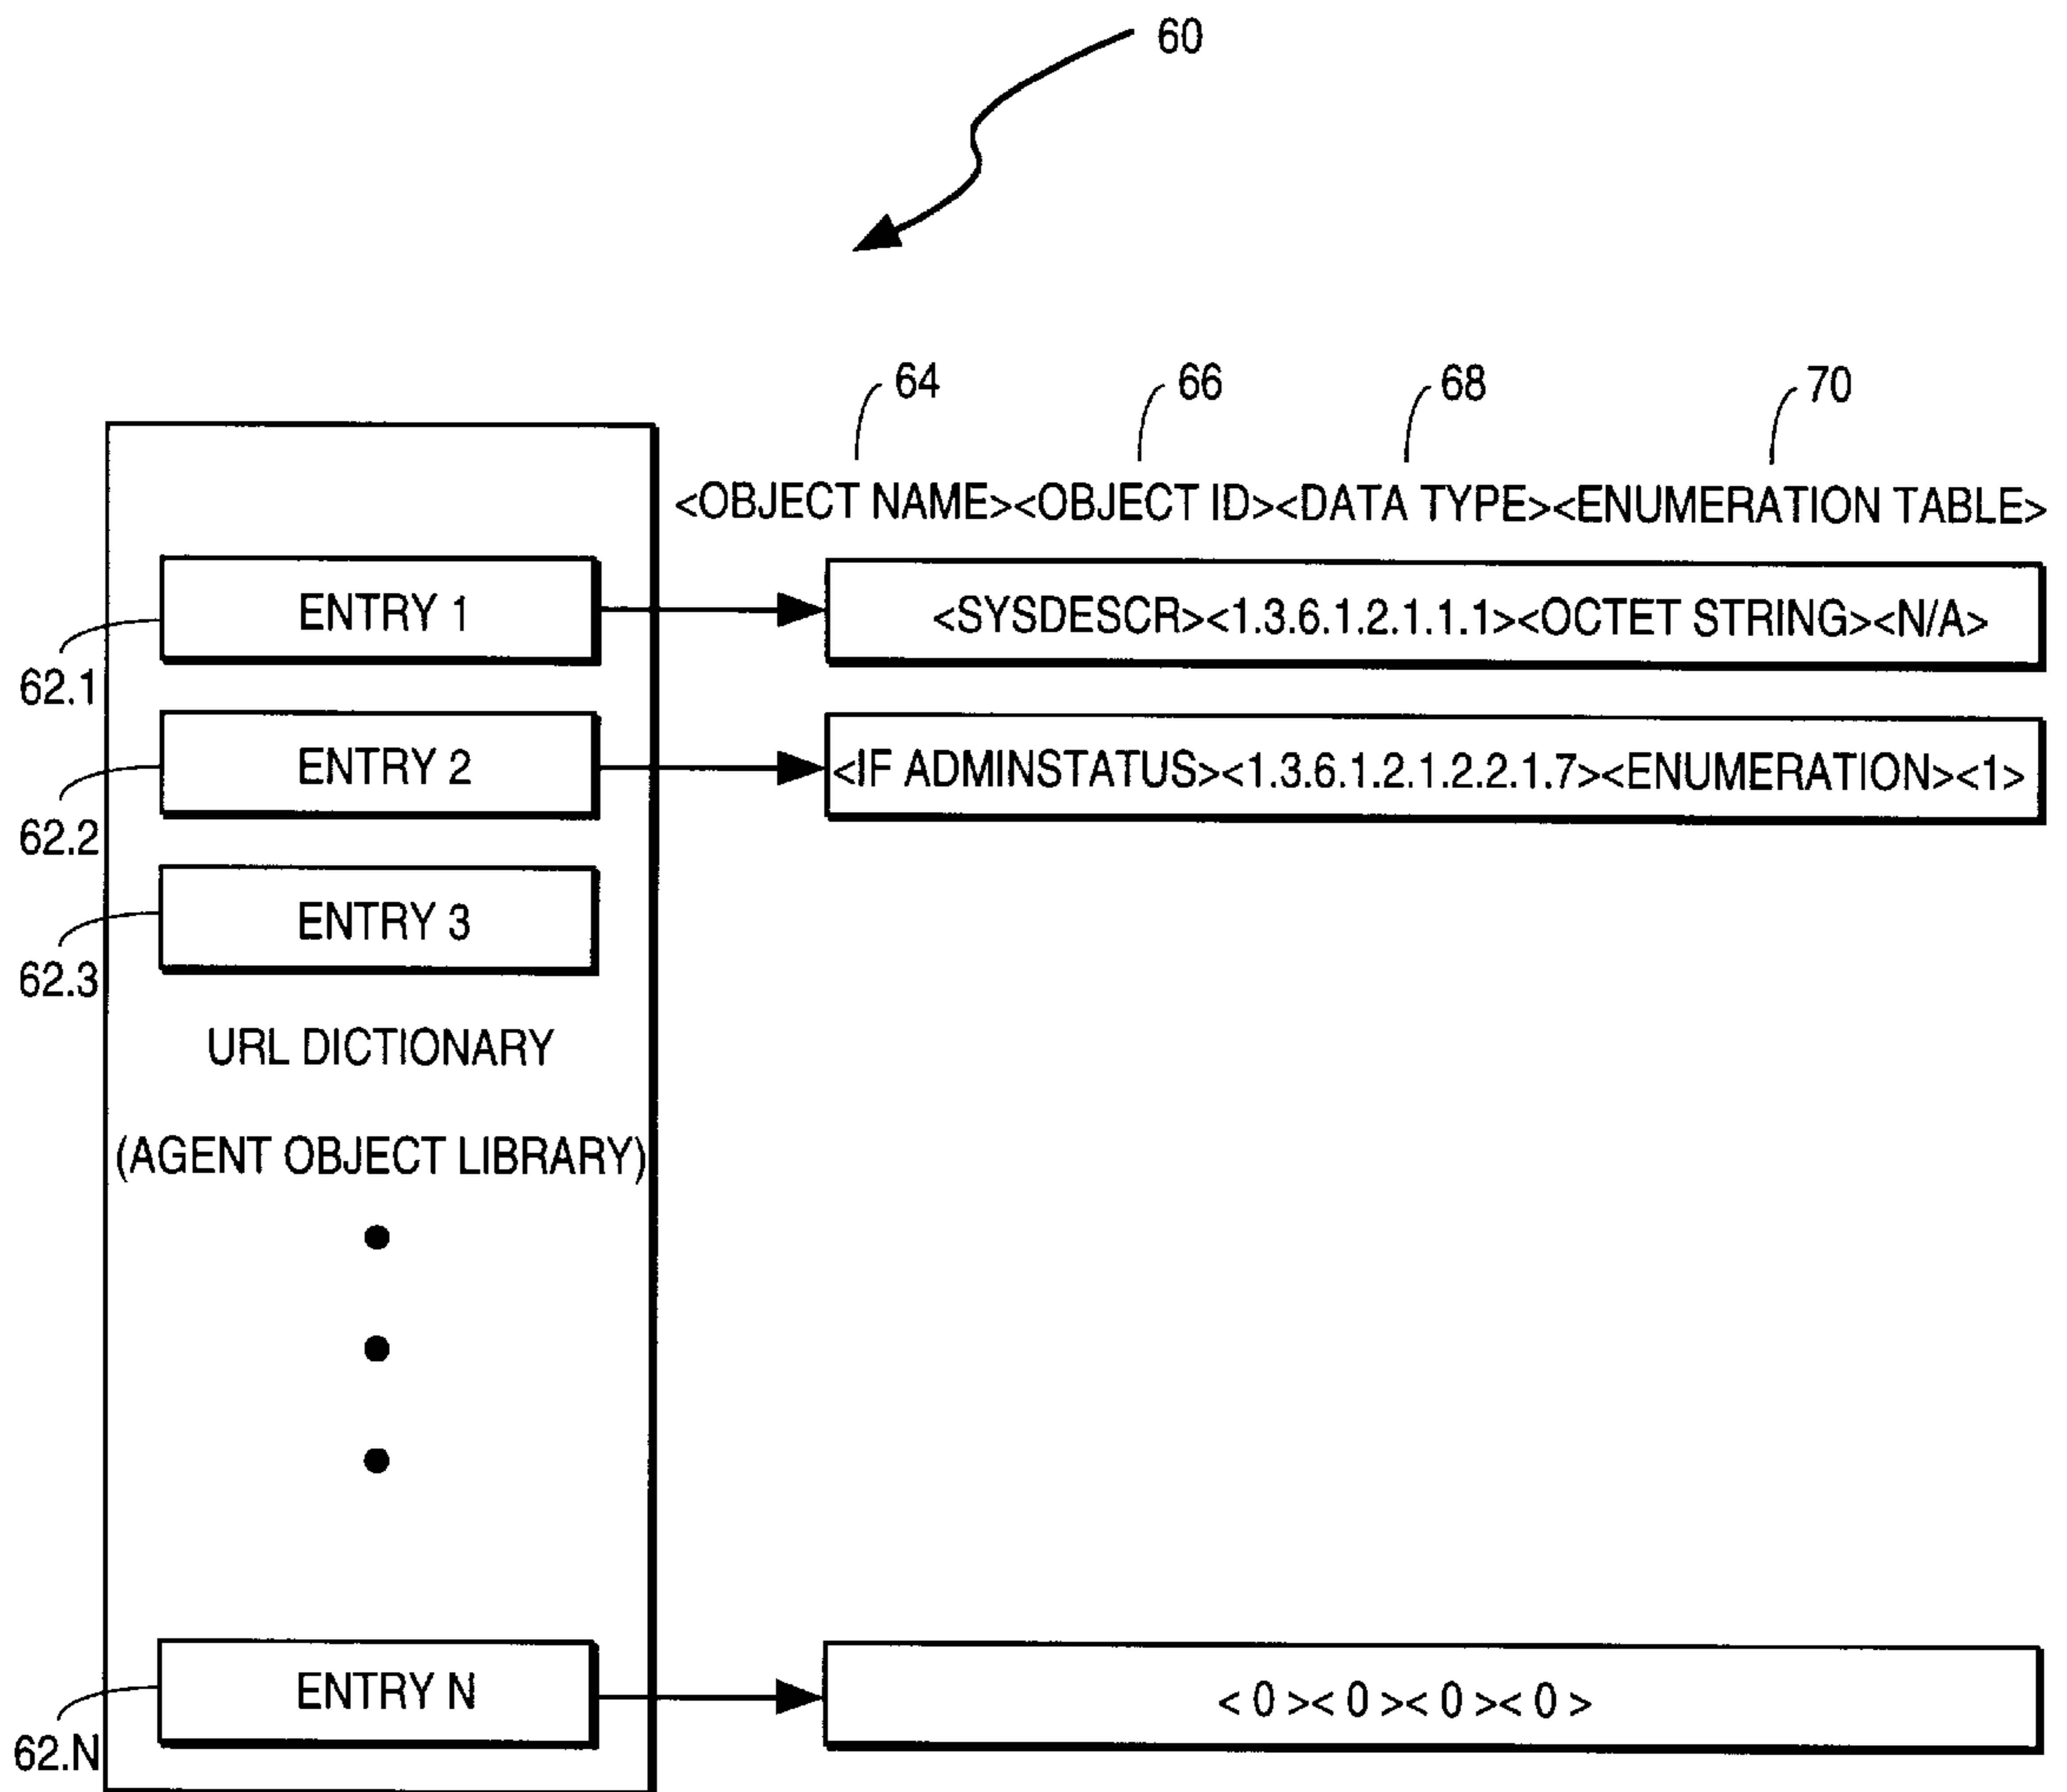 60
64 66 68 70
<OBJECT NAME><OBJECT ID><DATA TYPE><ENUMERATION TABLE>
ENTRY 1
<SYSDESCR><1.3.6.1.2.1.1.1><OCTET STRING><N/A>
62.1
ENTRY 2
<IF ADMINSTATUS><1.3.6.1.2.1.2.2.1.7><ENUMERATION><1>
62.2
ENTRY 3
62.3
URL DICTIONARY
(AGENT OBJECT LIBRARY)
ENTRY N
< 0 >< 0 >< 0 >< 0 >
62.N